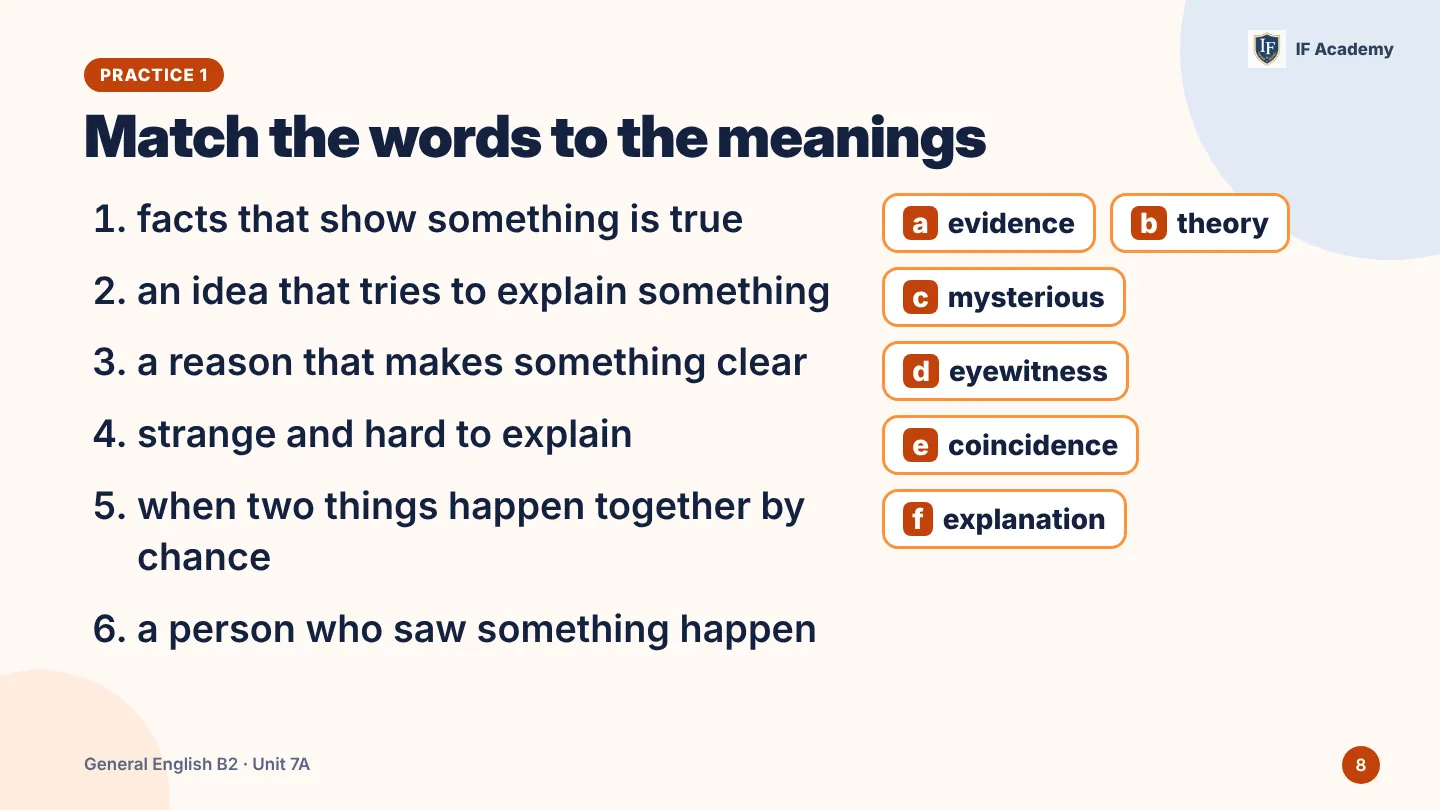 IF Academy
PRACTICE 1
Match the words to the meanings
1. facts that show something is true
2. an idea that tries to explain something
3. a reason that makes something clear
4. strange and hard to explain
5. when two things happen together by
chance
6. a person who saw something happen
a evidence
b theory
c mysterious
d eyewitness
e coincidence
f explanation
General English B2 · Unit 7A
8